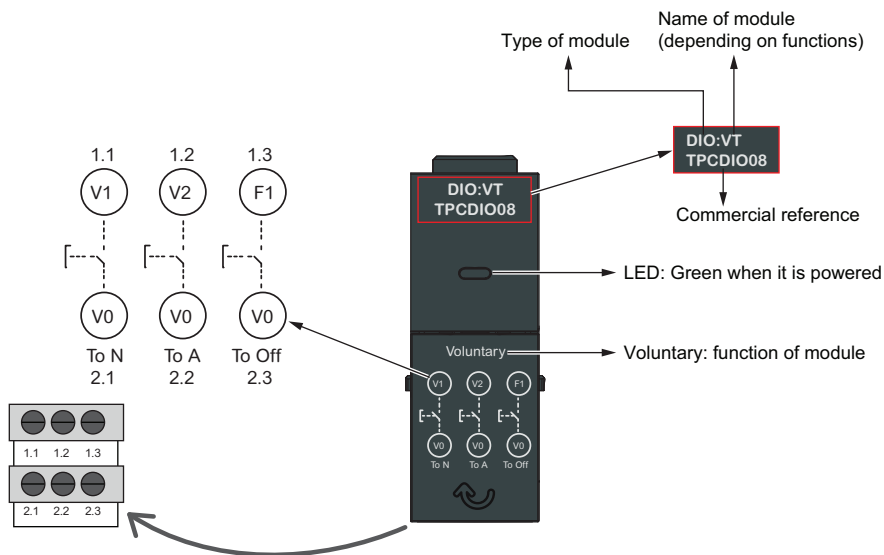 Type of module
Name of module
(depending on functions)
DIO:VT
TPCDIO08
Commercial reference
1.1 1.2 1.3
V1 V2 F1
V0 V0 V0
To N To A To Off
2.1 2.2 2.3
DIO:VT
TPCDIO08
LED: Green when it is powered
Voluntary
Voluntary: function of module
V1 V2 F1
V0 V0 V0
To N To A To Off
1.1 1.2 1.3
2.1 2.2 2.3